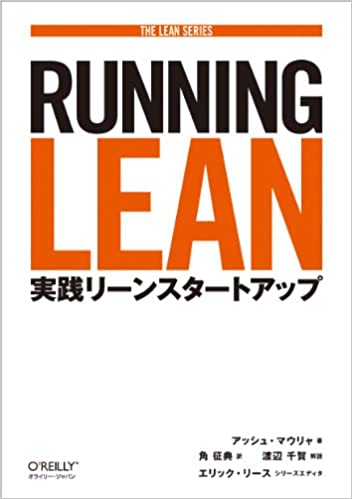 THE LEAN SERIES
RUNNING
LEAN
実践リーンスタートアップ
アッシュ・マウリャ 著
角 征典 訳 渡辺 千賀 解説
エリック・リース シリーズエディタ
O'REILLY®
オライリー・ジャパン